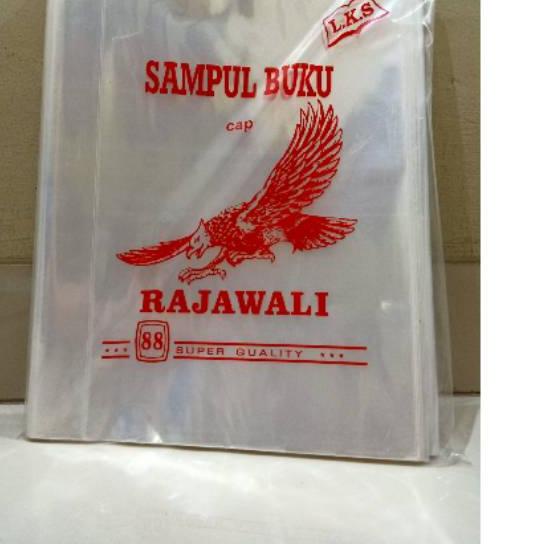 L.K.S
SAMPUL BUKU
cap
RAJAWALI
88
SUPER QUALITY